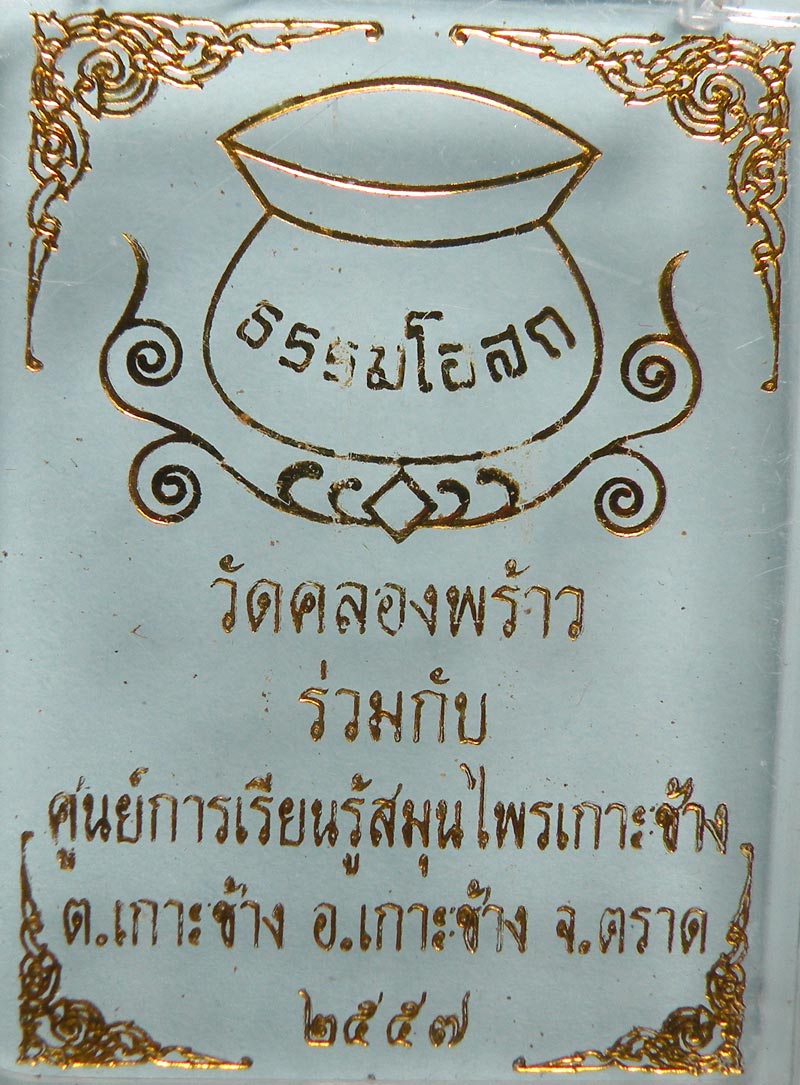 ธรรมโอสถ
วัดคลองพร้าว
ร่วมกับ
ศูนย์การเรียนรู้สมุนไพรเกาะช้าง
ต.เกาะช้าง อ.เกาะช้าง จ.ตราด
๒๕๕๗